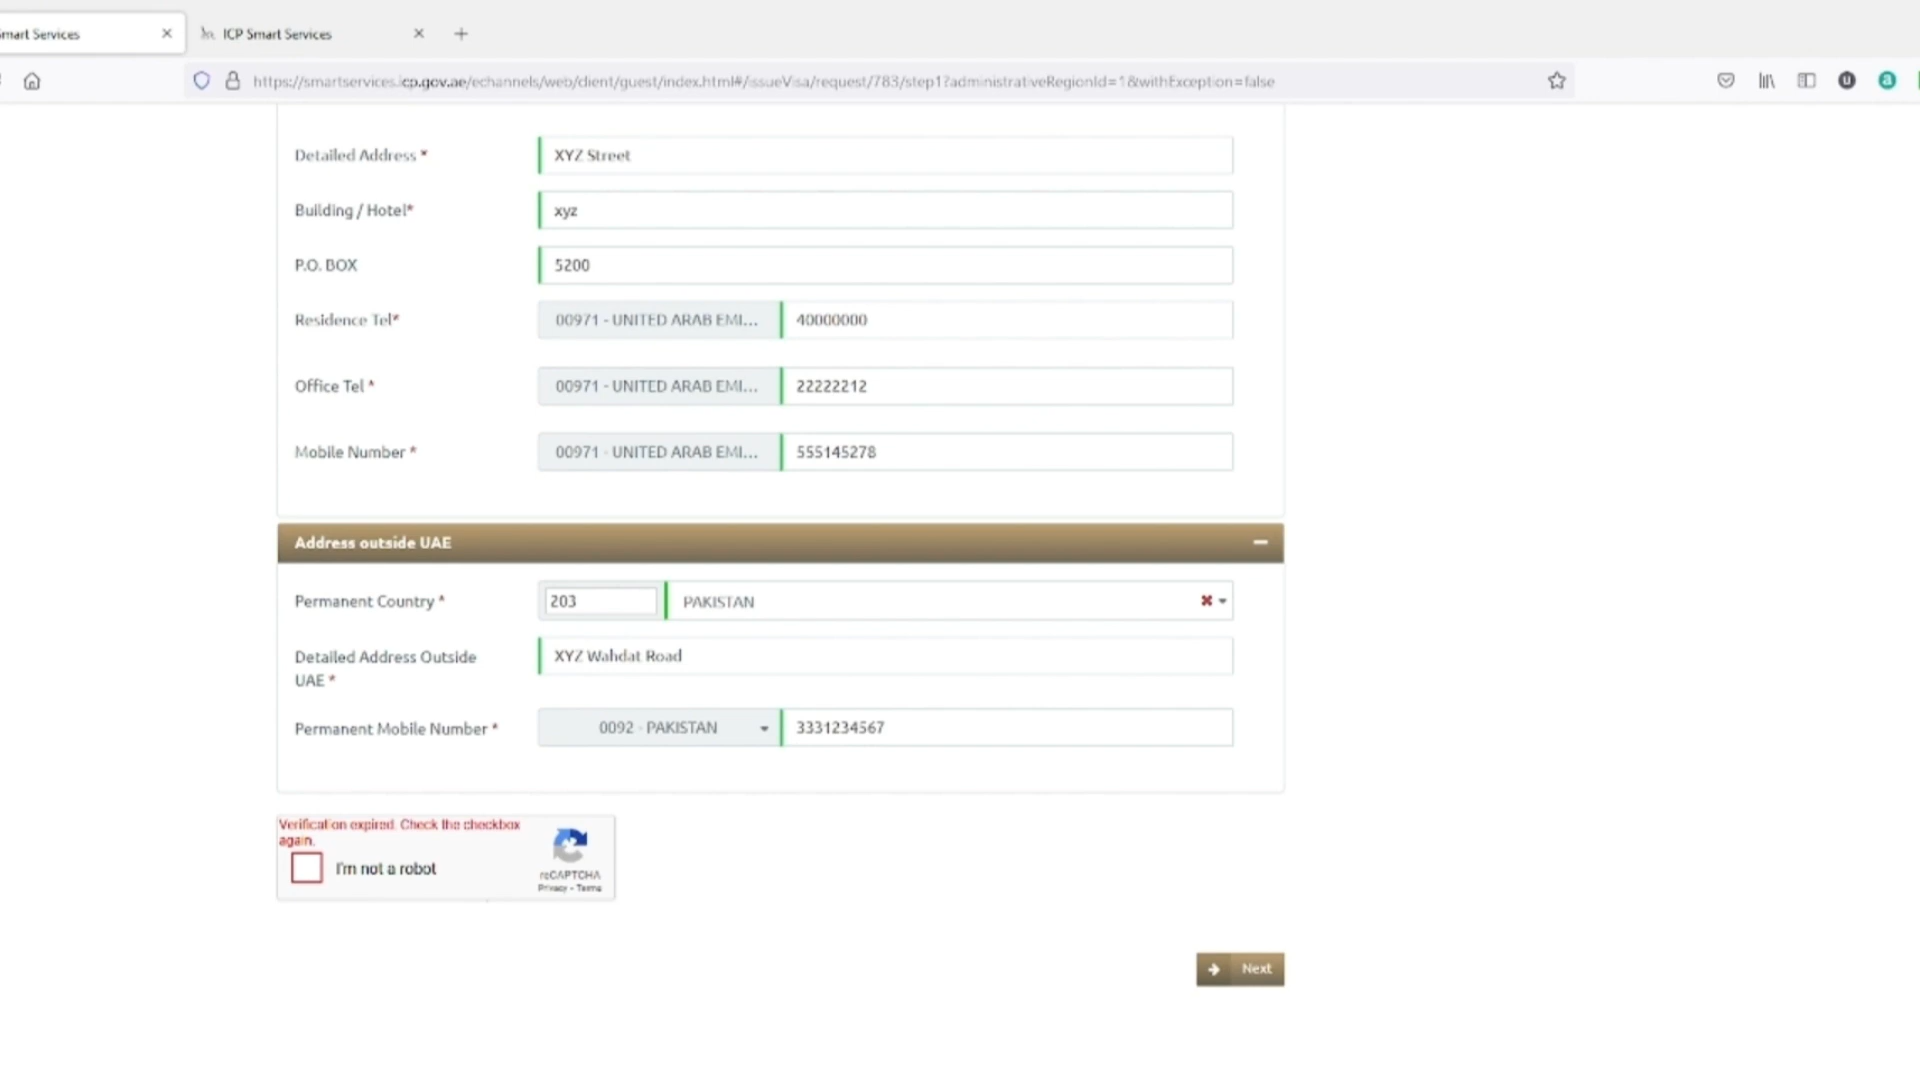 mart Services
ICP Smart Services
https://smartservices.icp.gov.ae/echannels/web/client/guest/index.html#/issueVisa/request/783/step1?administrativeRegionId=1&withException=false
Detailed Address * XYZ Street
Building / Hotel* xyz
P.O. BOX 5200
Residence Tel* 00971 - UNITED ARAB EMI... 40000000
Office Tel * 00971 - UNITED ARAB EMI... 22222212
Mobile Number * 00971 - UNITED ARAB EMI... 555145278
Address outside UAE
Permanent Country * 203 PAKISTAN
Detailed Address Outside UAE * XYZ Wahdat Road
Permanent Mobile Number * 0092 - PAKISTAN 3331234567
Verification expired. Check the checkbox
again.
I'm not a robot
reCAPTCHA
Privacy - Terms
Next